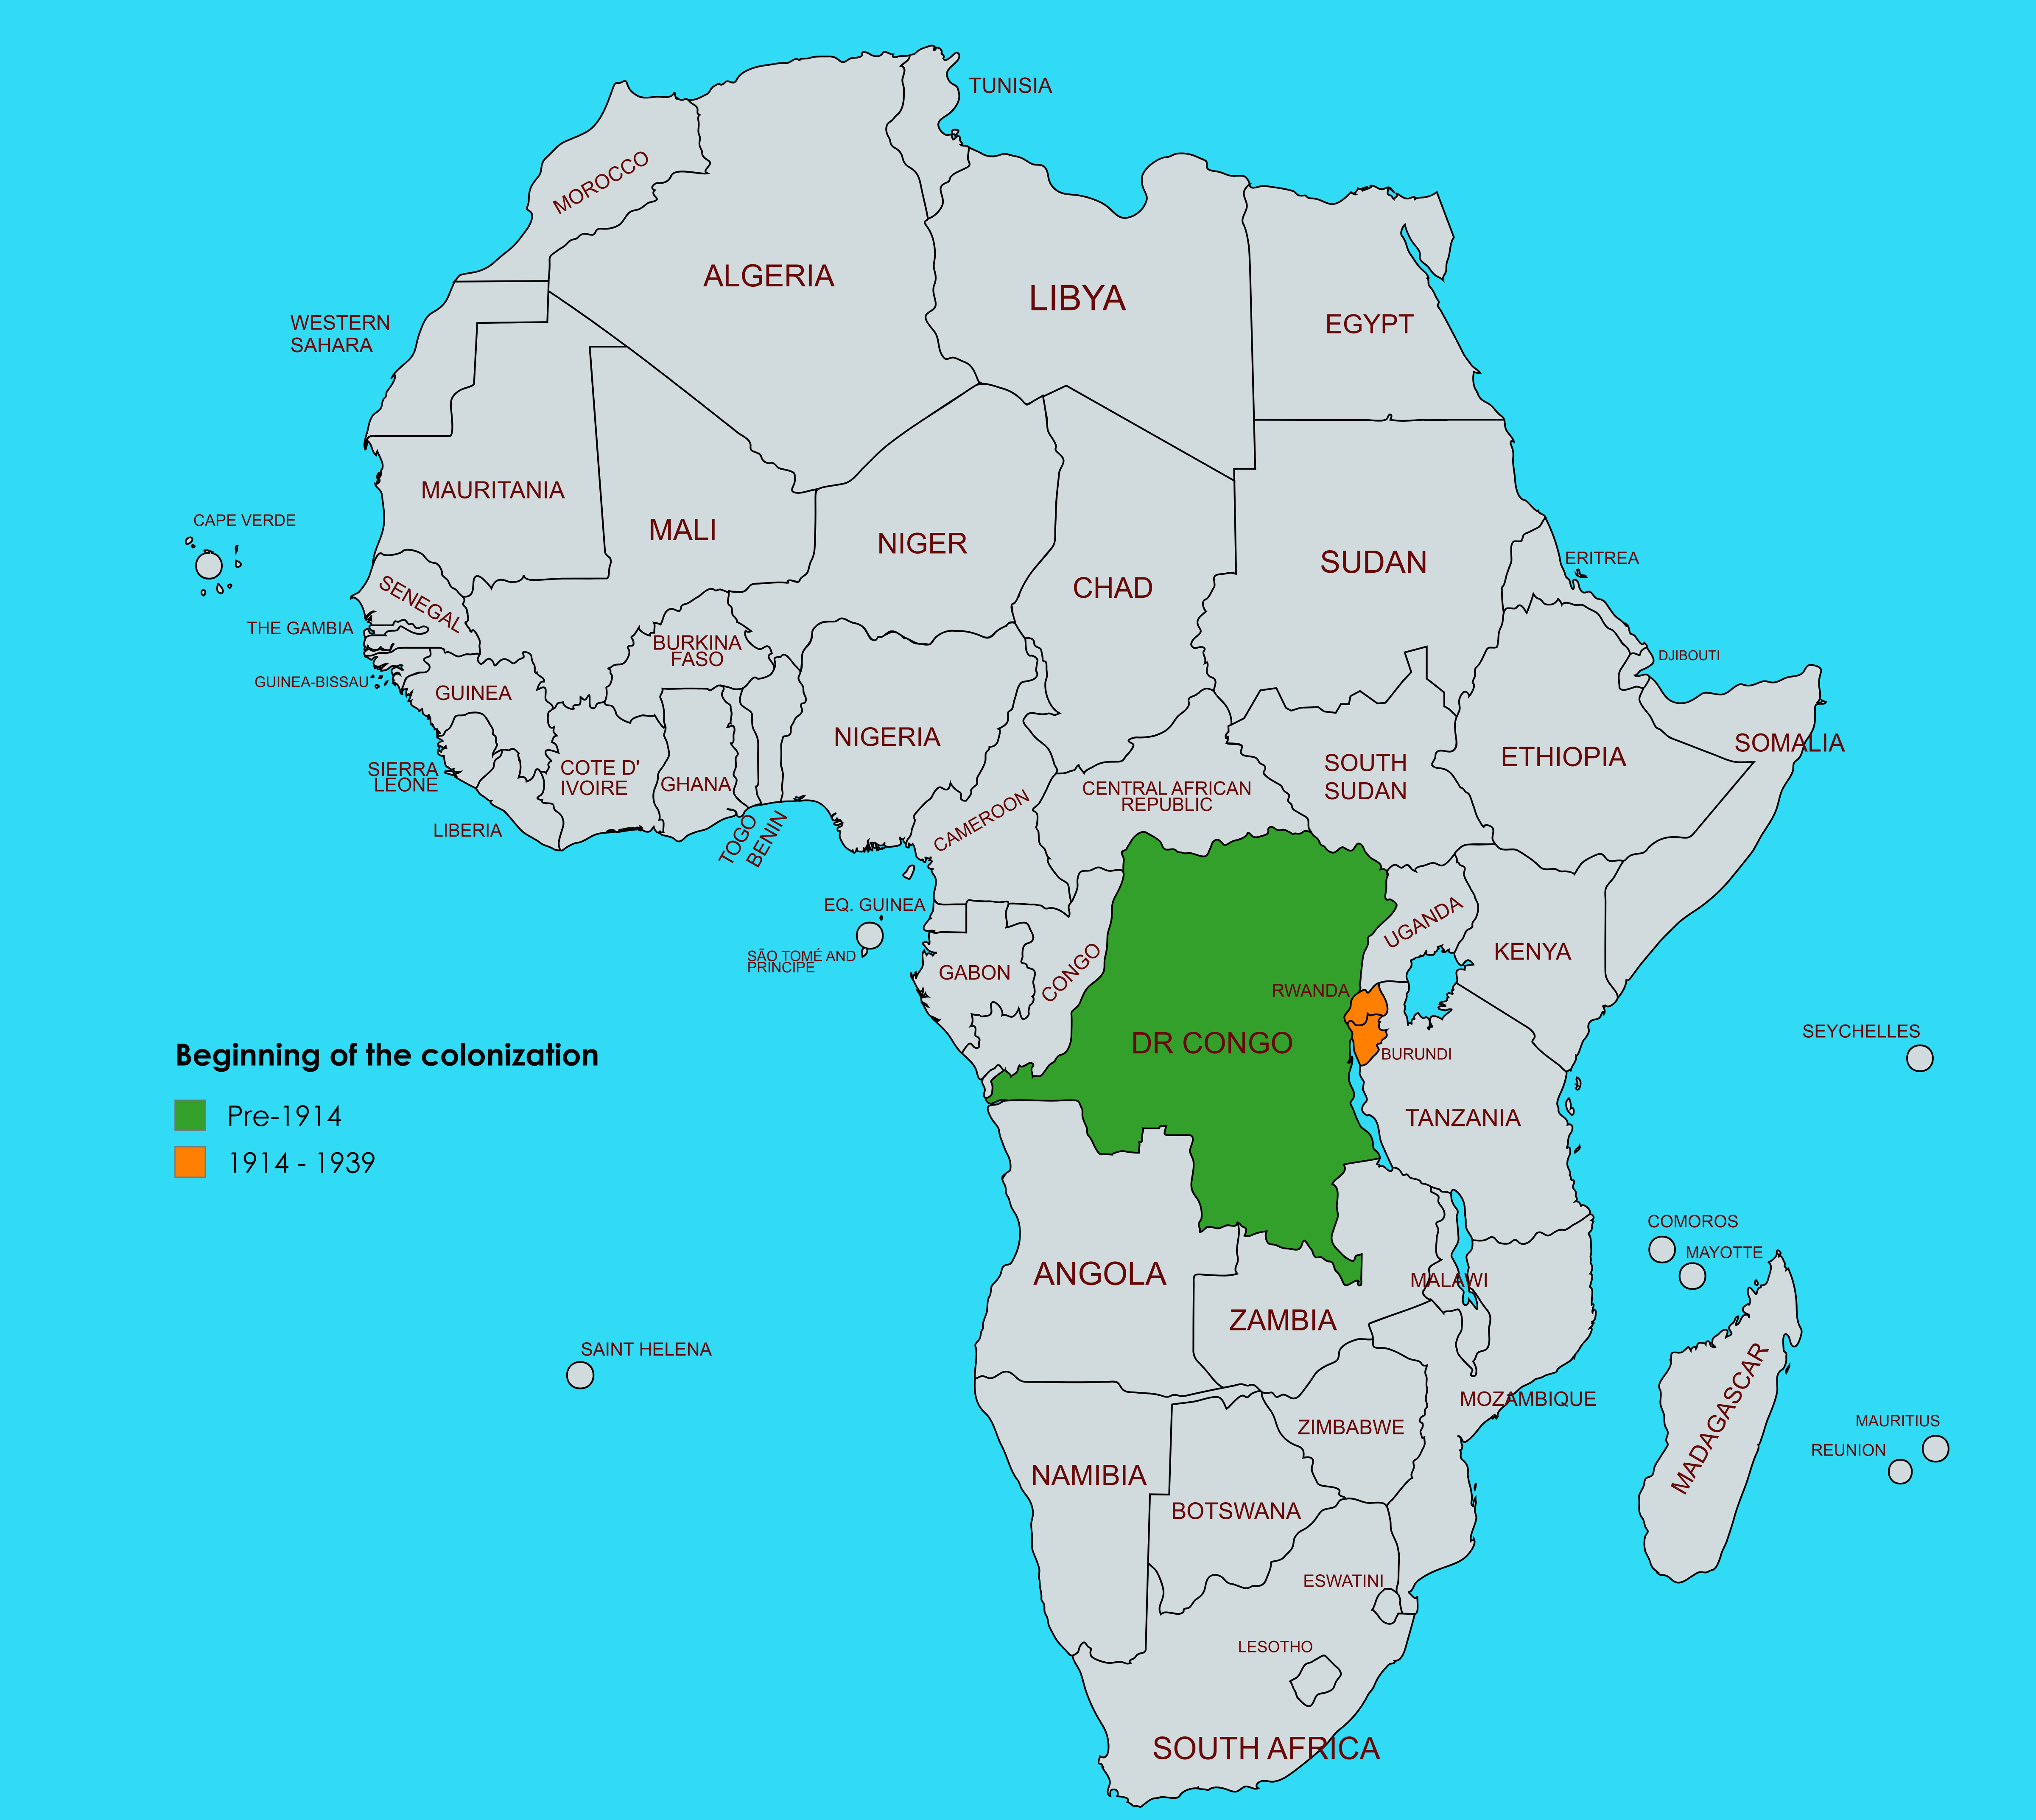 TUNISIA
MOROCCO
ALGERIA
LIBYA
EGYPT
WESTERN
SAHARA
MAURITANIA
MALI
NIGER
CHAD
SUDAN
ERITREA
CAPE VERDE
SENEGAL
THE GAMBIA
GUINEA-BISSAU
GUINEA
BURKINA
FASO
DJIBOUTI
SIERRA
LEONE
LIBERIA
COTE D'
IVOIRE
GHANA
TOGO
BENIN
NIGERIA
CAMEROON
CENTRAL AFRICAN
REPUBLIC
SOUTH
SUDAN
ETHIOPIA
SOMALIA
EQ. GUINEA
SÃO TOMÉ AND
PRINCIPE
GABON
CONGO
DR CONGO
UGANDA
KENYA
RWANDA
BURUNDI
TANZANIA
SEYCHELLES
Beginning of the colonization
Pre-1914
1914 - 1939
COMOROS
MAYOTTE
ANGOLA
ZAMBIA
MALAWI
SAINT HELENA
MOZAMBIQUE
MADAGASCAR
MAURITIUS
REUNION
ZIMBABWE
NAMIBIA
BOTSWANA
ESWATINI
LESOTHO
SOUTH AFRICA